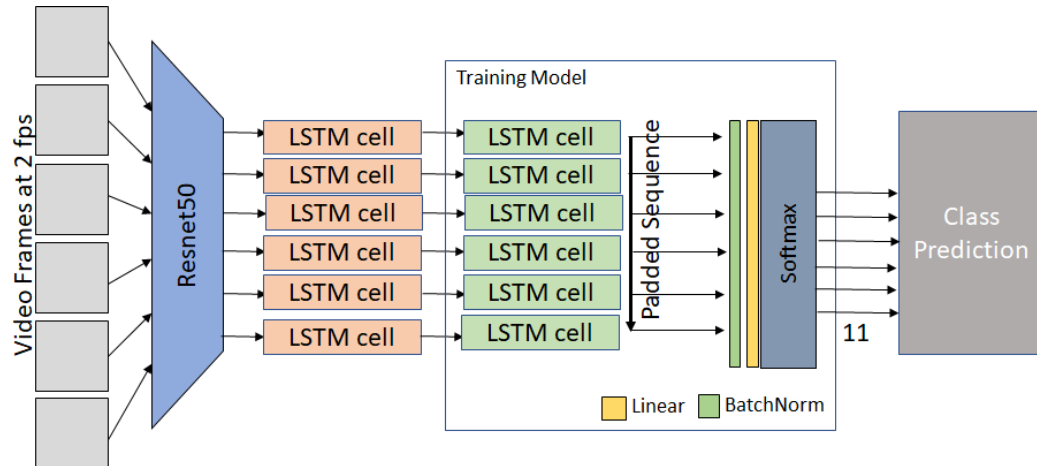 Video Frames at 2 fps
Resnet50
LSTM cell
LSTM cell
LSTM cell
LSTM cell
LSTM cell
LSTM cell
Training Model
LSTM cell
LSTM cell
LSTM cell
LSTM cell
LSTM cell
LSTM cell
Padded Sequence
Softmax
Linear
BatchNorm
11
Class
Prediction